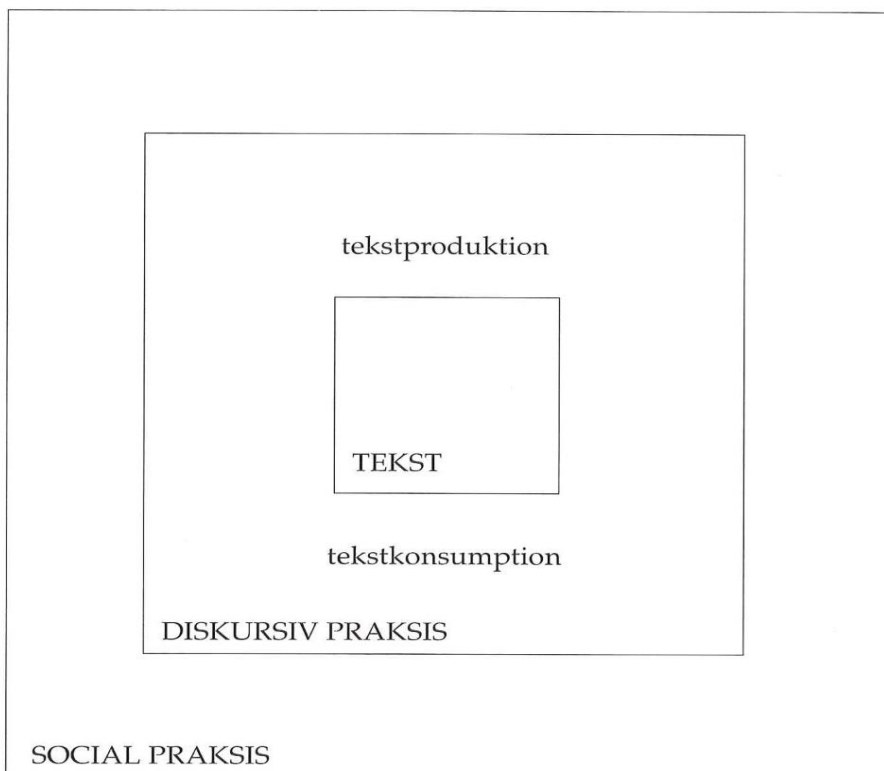 tekstproduktion
TEKST
tekstkonsumption
DISKURSIV PRAKSIS
SOCIAL PRAKSIS